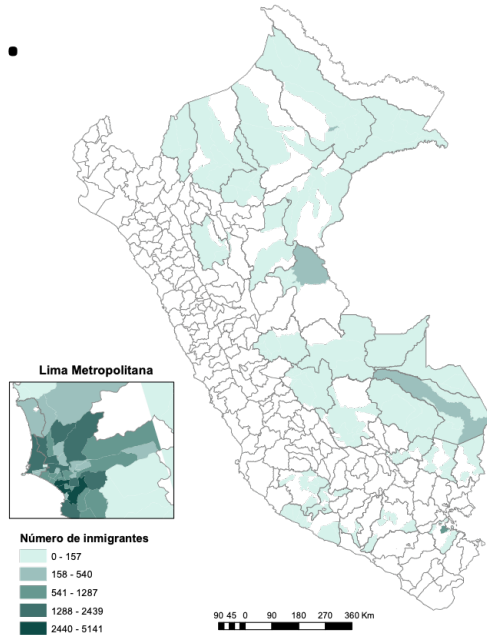 Lima Metropolitana
Número de inmigrantes
0 - 157
158 - 540
541 - 1287
1288 - 2439
2440 - 5141
90 45 0 90 180 270 360 Km